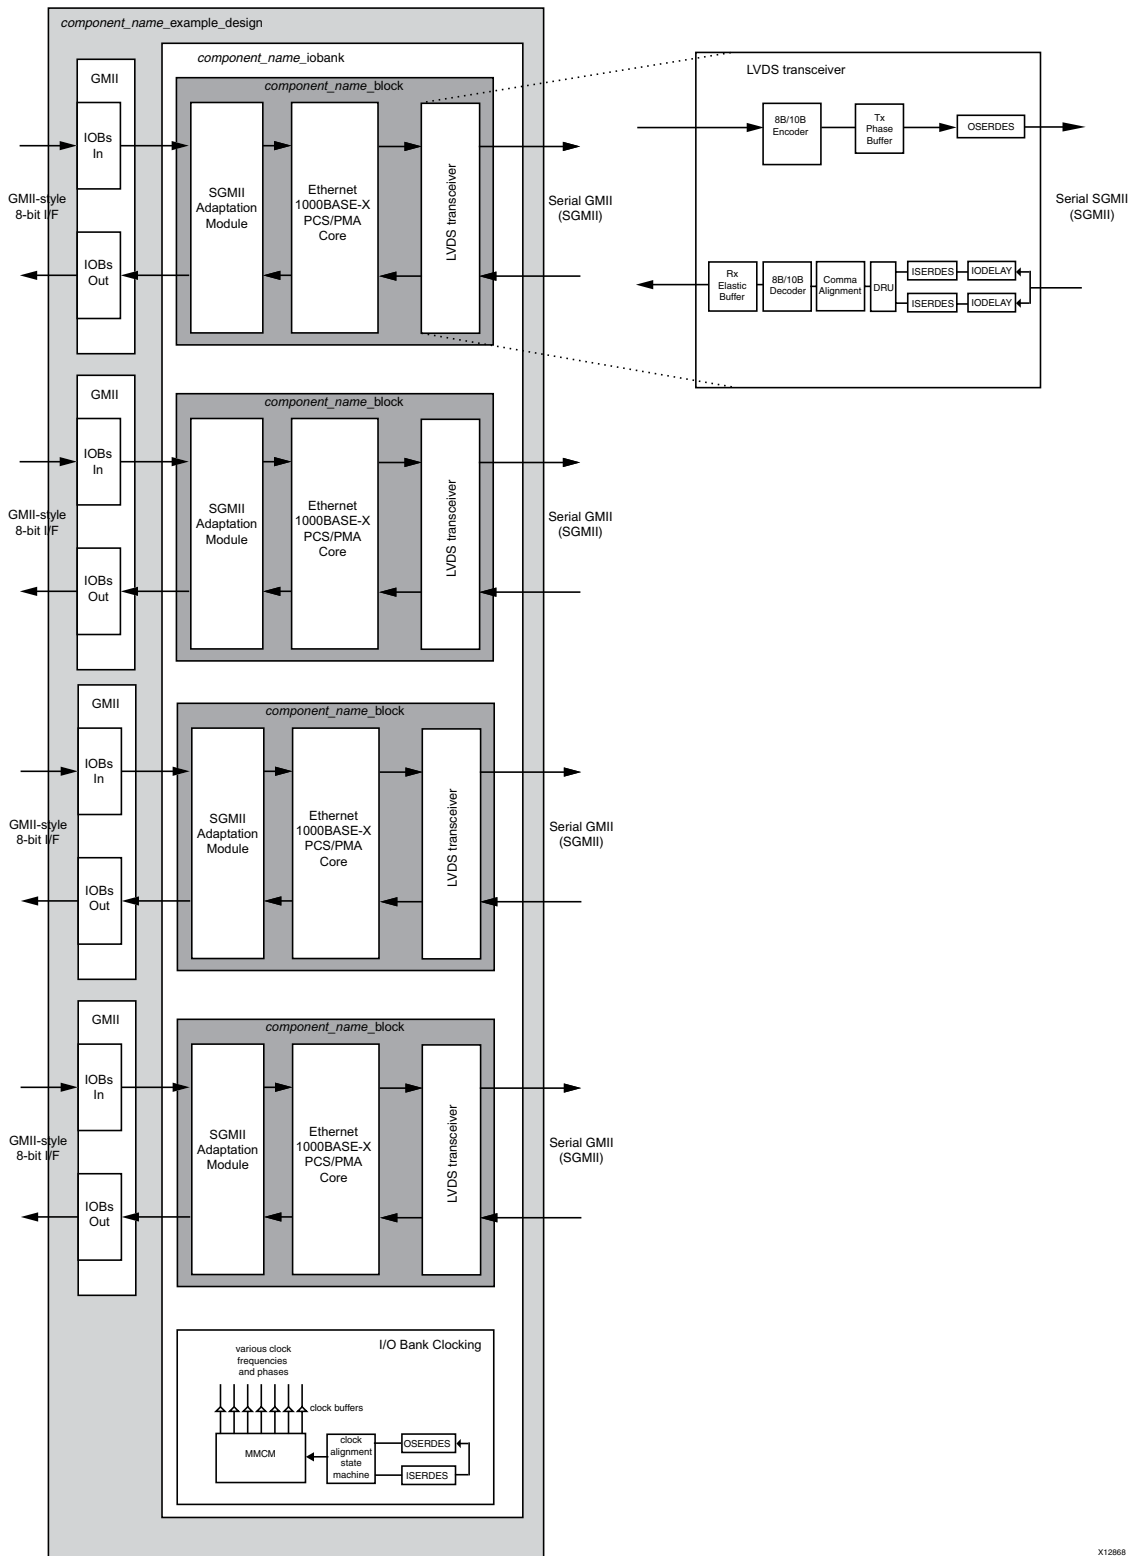 component_name_example_design
component_name_iobank
GMII
component_name_block
LVDS transceiver
IOBs
In
GMII-style
8-bit I/F
IOBs
Out
SGMII
Adaptation
Module
Ethernet
1000BASE-X
PCS/PMA
Core
LVDS transceiver
Serial GMII
(SGMII)
8B/10B
Encoder
Tx
Phase
Buffer
OSERDES
Serial SGMII
(SGMII)
Rx
Elastic
Buffer
8B/10B
Decoder
Comma
Alignment
DRU
ISERDES
IODELAY
ISERDES
IODELAY
GMII
component_name_block
IOBs
In
GMII-style
8-bit I/F
IOBs
Out
SGMII
Adaptation
Module
Ethernet
1000BASE-X
PCS/PMA
Core
LVDS transceiver
Serial GMII
(SGMII)
GMII
component_name_block
IOBs
In
GMII-style
8-bit I/F
IOBs
Out
SGMII
Adaptation
Module
Ethernet
1000BASE-X
PCS/PMA
Core
LVDS transceiver
Serial GMII
(SGMII)
GMII
component_name_block
IOBs
In
GMII-style
8-bit I/F
IOBs
Out
SGMII
Adaptation
Module
Ethernet
1000BASE-X
PCS/PMA
Core
LVDS transceiver
Serial GMII
(SGMII)
I/O Bank Clocking
various clock
frequencies
and phases
clock buffers
MMCM
clock
alignment
state
machine
OSERDES
ISERDES
X12868